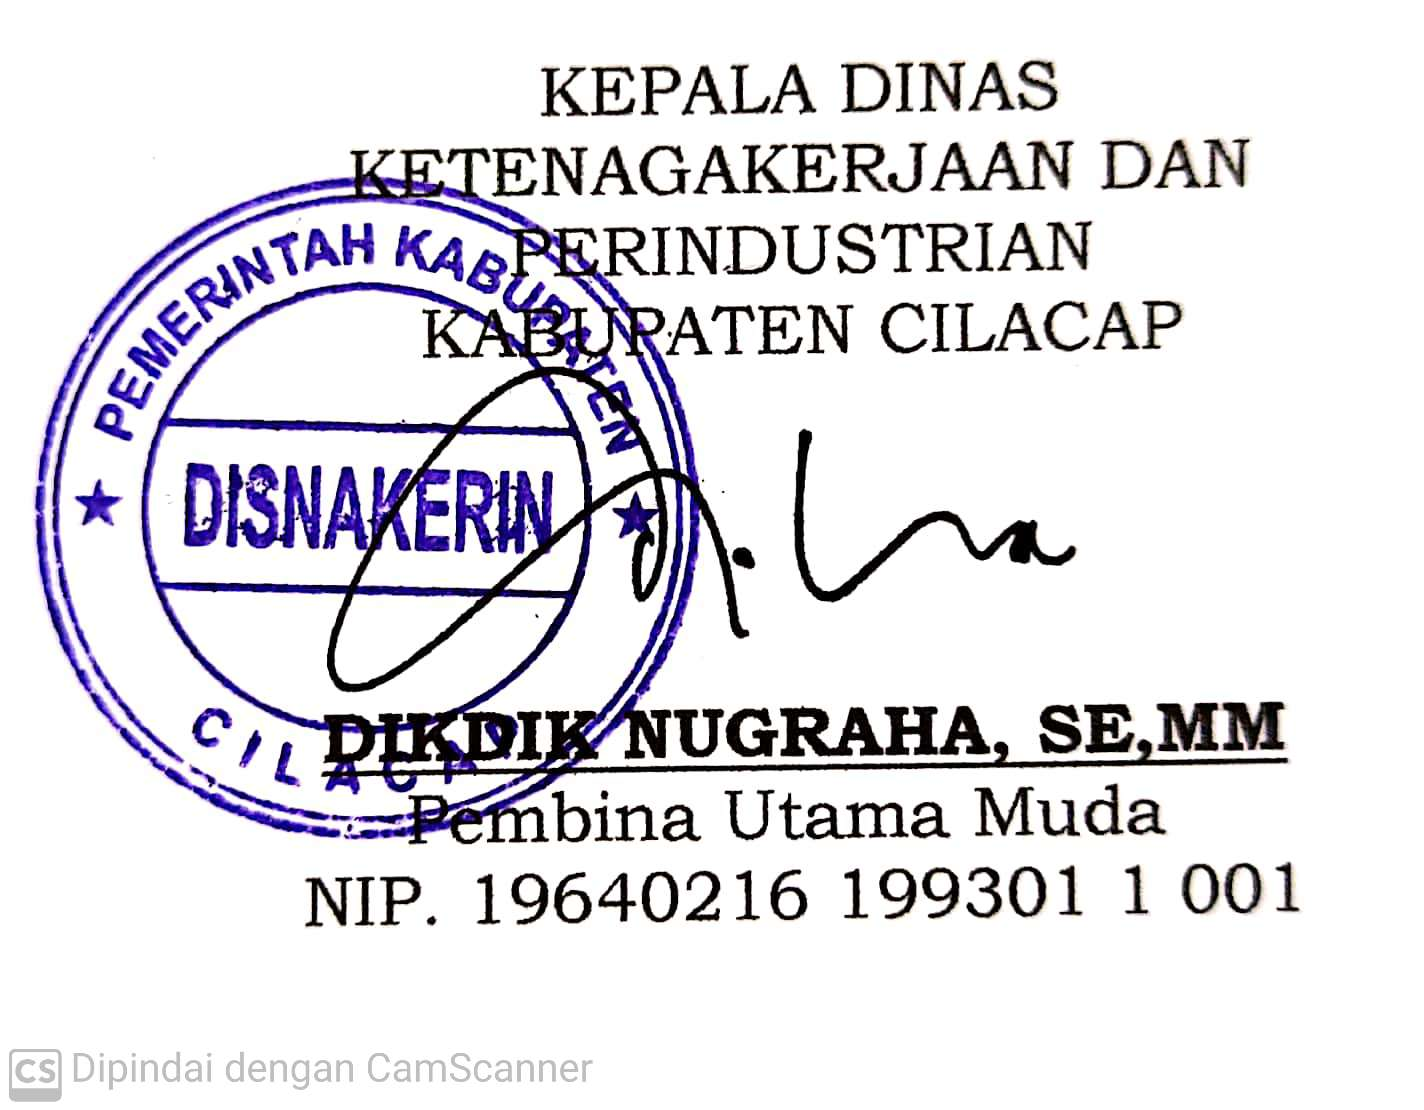 KEPALA DINAS
KETENAGAKERJAAN DAN
PERINDUSTRIAN
KABUPATEN CILACAP
PEMERINTAH KABUPATEN
DISNAKERIN
CILACAP
DIKDIK NUGRAHA, SE,MM
Pembina Utama Muda
NIP. 19640216 199301 1 001
CS Dipindai dengan CamScanner